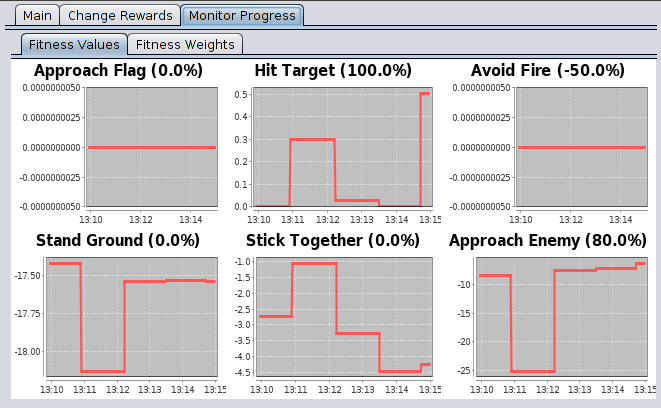 Main Change Rewards Monitor Progress
Fitness Values Fitness Weights
Approach Flag (0.0%) Hit Target (100.0%) Avoid Fire (-50.0%)
0.0000000050 0.5 0.0000000050
0.4
0.0000000025 0.0000000025
0.3
0.0000000000 0.0000000000
0.2
-0.0000000025 0.1 -0.0000000025
-0.0000000050 0.0 -0.0000000050
13:10 13:12 13:14 13:10 13:11 13:12 13:13 13:14 13:15 13:10 13:12 13:14
Stand Ground (0.0%) Stick Together (0.0%) Approach Enemy (80.0%)
-1.0
-17.50 -1.5
-10
-2.0
-17.75 -2.5 -15
-3.0
-3.5 -20
-18.00 -4.0
-4.5 -25
13:10 13:11 13:12 13:13 13:14 13:15 13:10 13:11 13:12 13:13 13:14 13:15 13:10 13:11 13:12 13:13 13:14 13:15